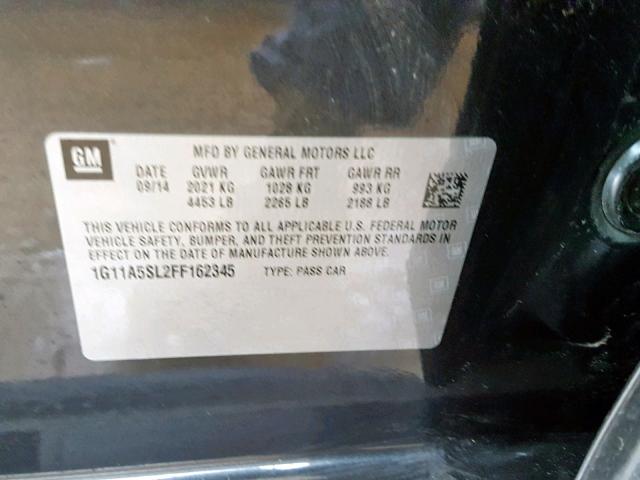 GM
MFD BY GENERAL MOTORS LLC
DATE GVWR GAWR FRT GAWR RR
09/14 2021 KG 1028 KG 993 KG
4453 LB 2265 LB 2188 LB
THIS VEHICLE CONFORMS TO ALL APPLICABLE U.S. FEDERAL MOTOR
VEHICLE SAFETY, BUMPER, AND THEFT PREVENTION STANDARDS IN
EFFECT ON THE DATE OF MANUFACTURE SHOWN ABOVE.
1G11A5SL2FF162345 TYPE: PASS CAR